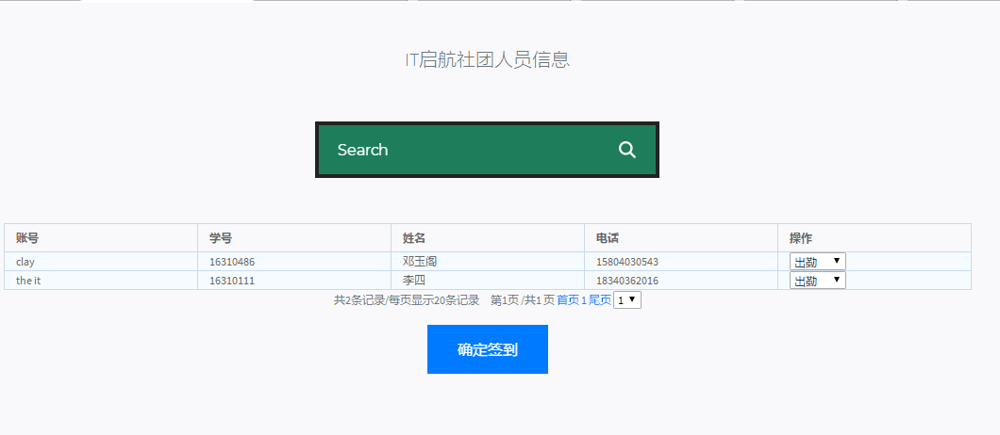 IT启航社团人员信息
Search
账号 学号 姓名 电话 操作
clay 16310486 邓玉阁 15804030543 出勤
the it 16310111 李四 18340362016 出勤
共2条记录/每页显示20条记录 第1页 /共1 页 首页 1 尾页 1
确定签到